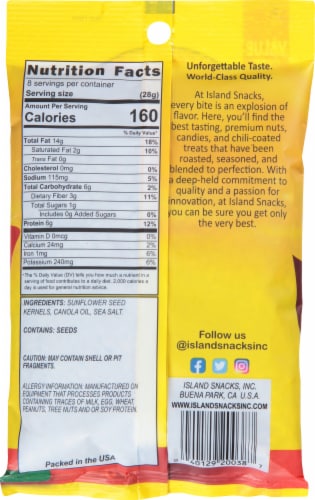 Nutrition Facts
8 servings per container
Serving size (28g)
Amount Per Serving
Calories 160
% Daily Value*
Total Fat 14g 18%
Saturated Fat 2g 10%
Trans Fat 0g
Cholesterol 0mg 0%
Sodium 115mg 5%
Total Carbohydrate 6g 2%
Dietary Fiber 3g 11%
Total Sugars 1g
Includes 0g Added Sugars 0%
Protein 6g 12%
Vitamin D 0mcg 0%
Calcium 24mg 2%
Iron 1mg 6%
Potassium 240mg 6%
*The % Daily Value (DV) tells you how much a nutrient in a
serving of food contributes to a daily diet. 2,000 calories a
day is used for general nutrition advice.
INGREDIENTS: SUNFLOWER SEED
KERNELS, CANOLA OIL, SEA SALT.
CONTAINS: SEEDS
CAUTION: MAY CONTAIN SHELL OR PIT
FRAGMENTS.
ALLERGY INFORMATION: MANUFACTURED ON
EQUIPMENT THAT PROCESSES PRODUCTS
CONTAINING TRACES OF MILK, EGG, WHEAT,
PEANUTS, TREE NUTS AND OR SOY PROTEIN.
Packed in the USA
Unforgettable Taste.
World-Class Quality.
At Island Snacks,
every bite is an explosion of
flavor. Here, you'll find the
best tasting, premium nuts,
candies, and chili-coated
treats that have been
roasted, seasoned, and
blended to perfection. With
a deep-held commitment to
quality and a passion for
innovation, at Island Snacks,
you can be sure you get only
the very best.
Follow us
@islandsnacksinc
ISLAND SNACKS, INC.
BUENA PARK, CA U.S.A
WWW.ISLANDSNACKSINC.COM
0 45129 20038 7